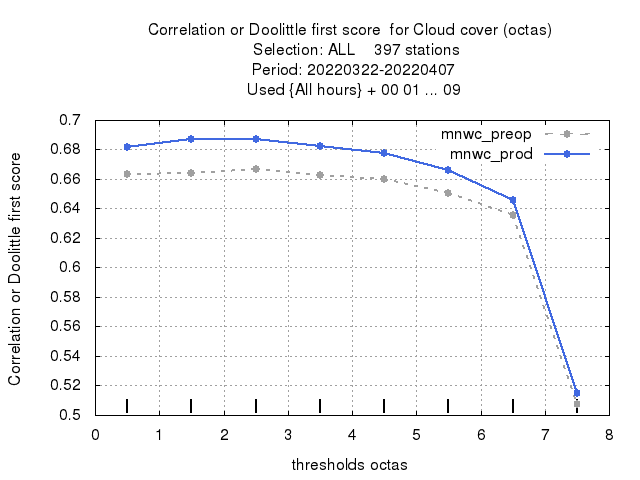 Correlation or Doolittle first score  for Cloud cover (octas)
Selection: ALL    397 stations
Period: 20220322-20220407
Used {All hours} + 00 01 ... 09
mnwc_preop
mnwc_prod
Correlation or Doolittle first score
0.7
0.68
0.66
0.64
0.62
0.6
0.58
0.56
0.54
0.52
0.5
0 1 2 3 4 5 6 7 8
thresholds octas